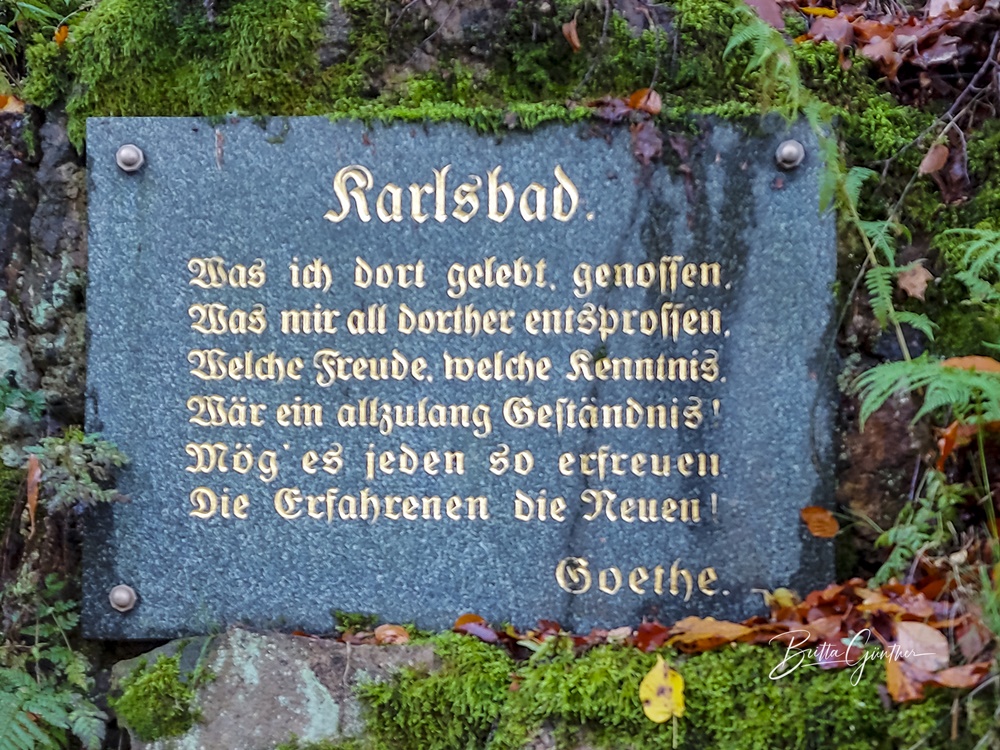 Karlsbad.
Was ich dort gelebt, genossen,
Was mir all dorther entsprossen,
Welche Freude, welche Kenntnis,
Wär ein allzulang Geständnis!
Mög' es jeden so erfreuen
Die Erfahrenen die Neuen!
Goethe.
Britta Günther